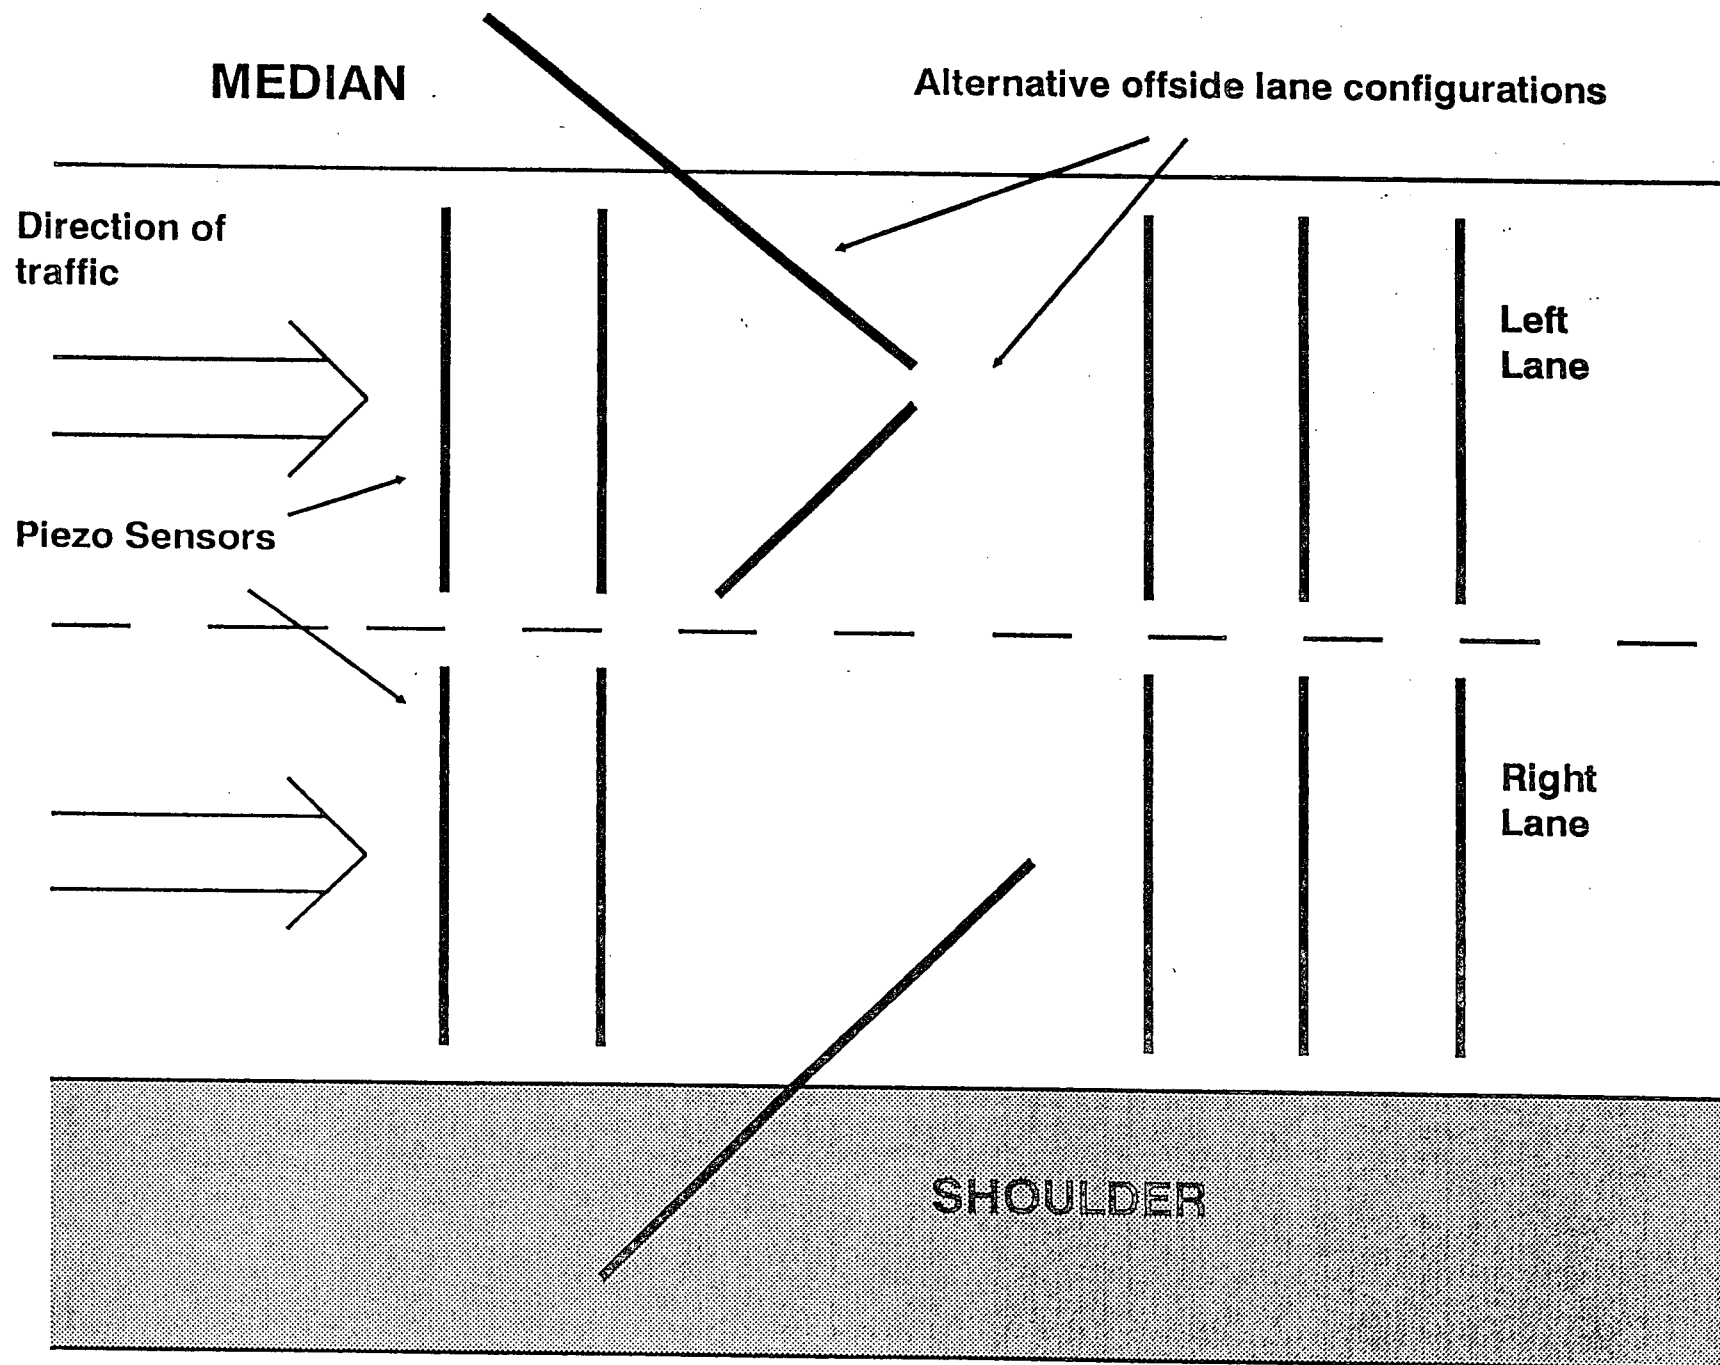 MEDIAN
Alternative offside lane configurations
Direction of
traffic
Left
Lane
Piezo Sensors
Right
Lane
SHOULDER